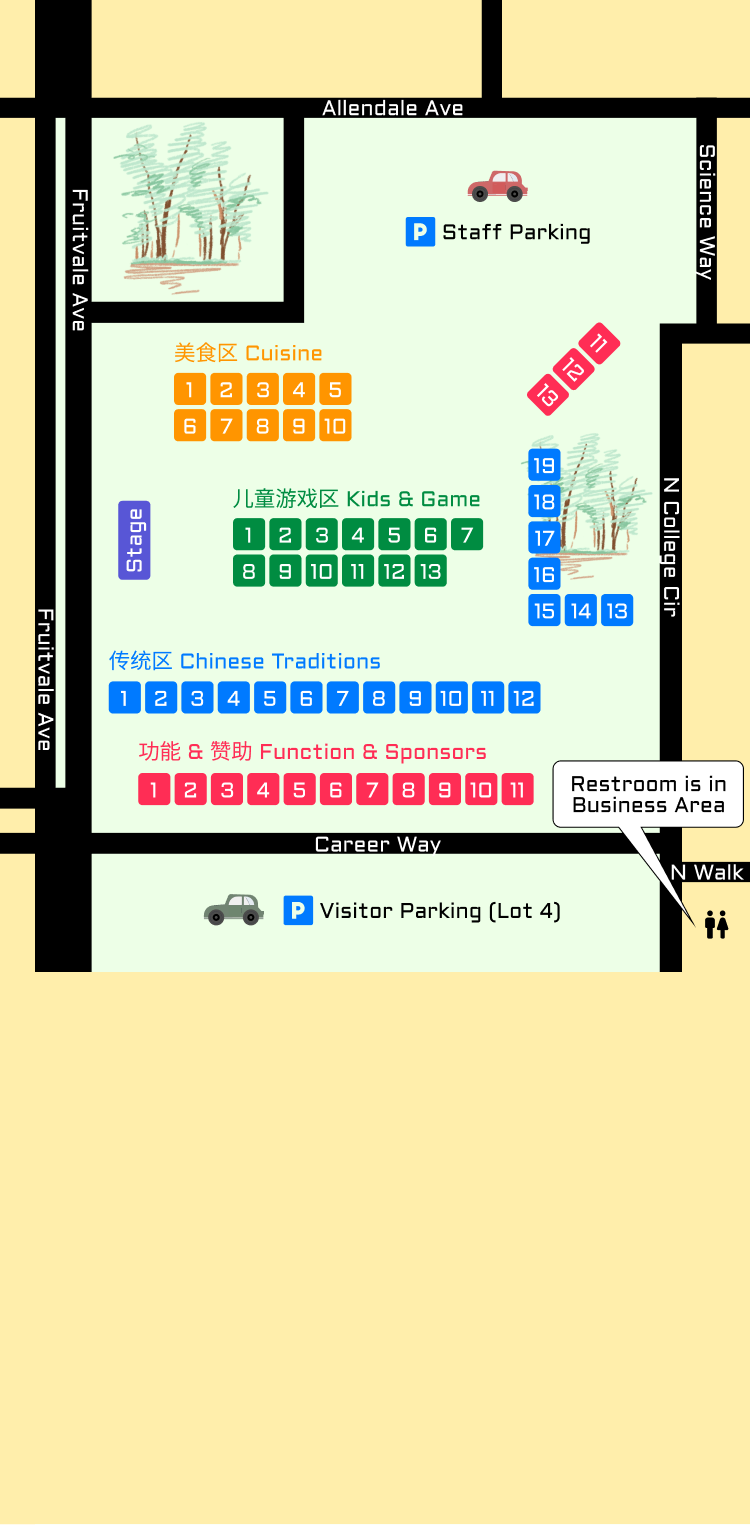 Allendale Ave
Science Way
Fruitvale Ave
P Staff Parking
美食区 Cuisine
1 2 3 4 5
6 7 8 9 10
11
12
13
19
18
17
16
15 14 13
N College Cir
儿童游戏区 Kids & Game
1 2 3 4 5 6 7
8 9 10 11 12 13
Stage
Fruitvale Ave
传统区 Chinese Traditions
1 2 3 4 5 6 7 8 9 10 11 12
功能 & 赞助 Function & Sponsors
1 2 3 4 5 6 7 8 9 10 11
Restroom is in
Business Area
Career Way
N Walk
P Visitor Parking (Lot 4)